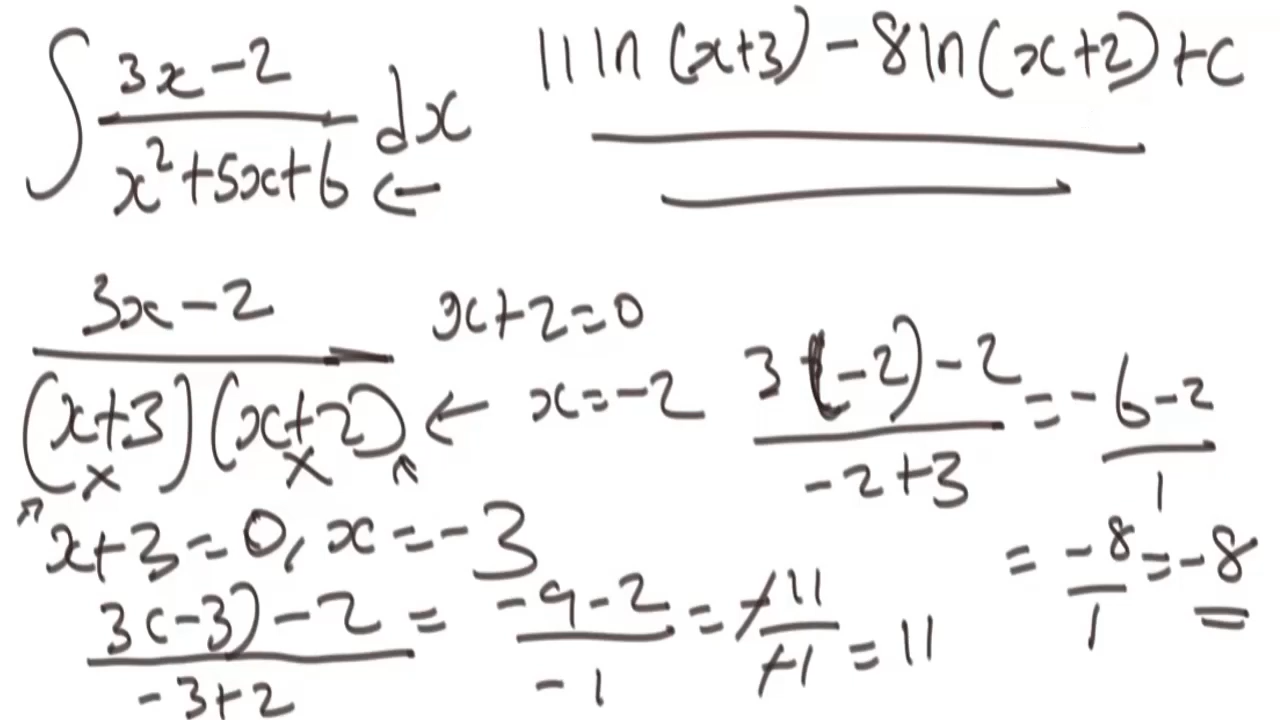 ∫ (3x - 2)/(x² + 5x + 6) dx ←
11 ln (x+3) - 8 ln (x+2) + c
(3x - 2)/((x+3)(x+2)) ←
x + 2 = 0
x = -2
(3(-2) - 2)/(-2 + 3) = (-6 - 2)/1
= -8/1 = -8
x + 3 = 0, x = -3
(3(-3) - 2)/(-3 + 2) = (-9 - 2)/(-1) = -11/-1 = 11